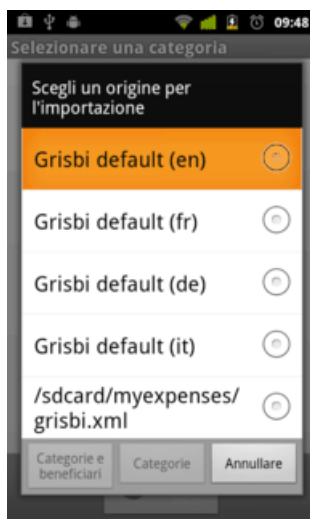 09:48
Selezionare una categoria
Scegli un origine per
l'importazione
Grisbi default (en)
Grisbi default (fr)
Grisbi default (de)
Grisbi default (it)
/sdcard/myexpenses/
grisbi.xml
Categorie e
beneficiari
Categorie
Annullare